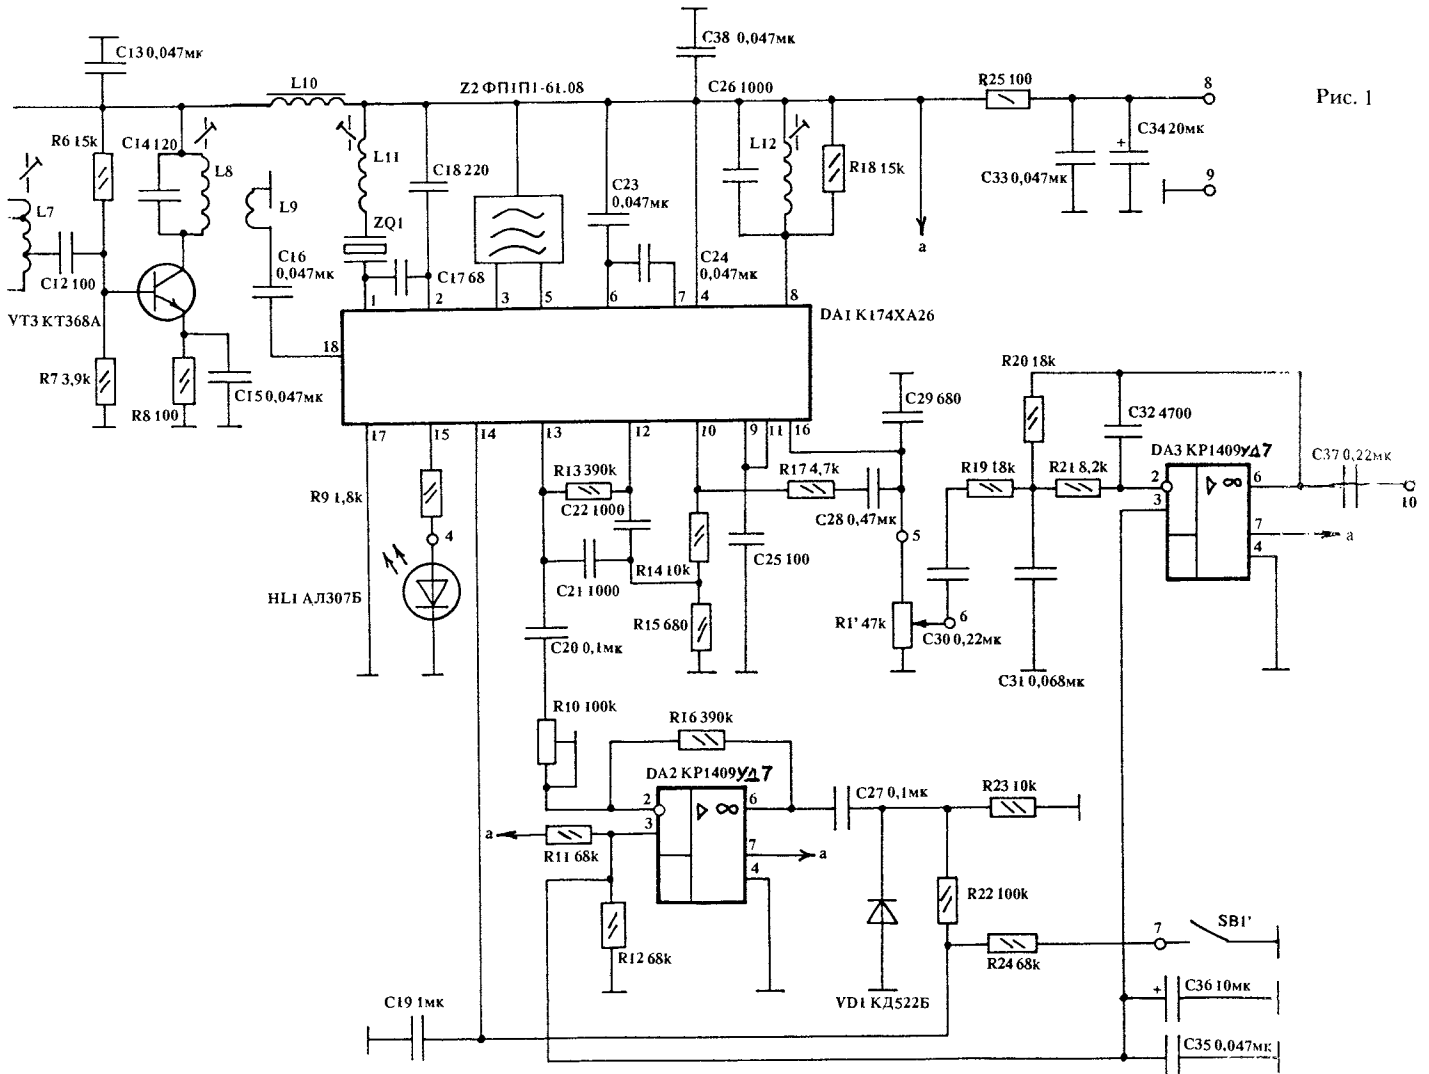 C38 0,047мк
C13 0,047мк
L10
Z2 ФП1П1-61.08
C26 1000
R25 100
8
Рис. 1
C34 20мк
+
R6 15k
C14 120
L11
L12
C18 220
R18 15k
C33 0,047мк
9
L8
C23
0,047мк
L7
L9
ZQ1
a
C16
0,047мк
C12 100
C17 68
C24
0,047мк
1
2
3
5
6
7
4
8
VT3 КТ368А
DA1 К174ХА26
18
R20 18k
R7 3,9k
C15 0,047мк
R8 100
C29 680
C32 4700
17
15
14
13
12
10
9
11
16
DA3 КР1409УД7
C37 0,22мк
R13 390k
R17 4,7k
R19 18k
R21 8,2k
2
6
R9 1,8k
3
10
C22 1000
C28 0,47мк
4
5
7
a
C25 100
4
R14 10k
C21 1000
HL1 АЛ307Б
R15 680
R1' 47k
6
C30 0,22мк
C20 0,1мк
C31 0,068мк
R10 100k
R16 390k
DA2 КР1409УД7
C27 0,1мк
R23 10k
2
6
a
3
7
a
R11 68k
4
R22 100k
SB1'
7
R12 68k
R24 68k
C36 10мк
+
C19 1мк
VD1 КД522Б
C35 0,047мк